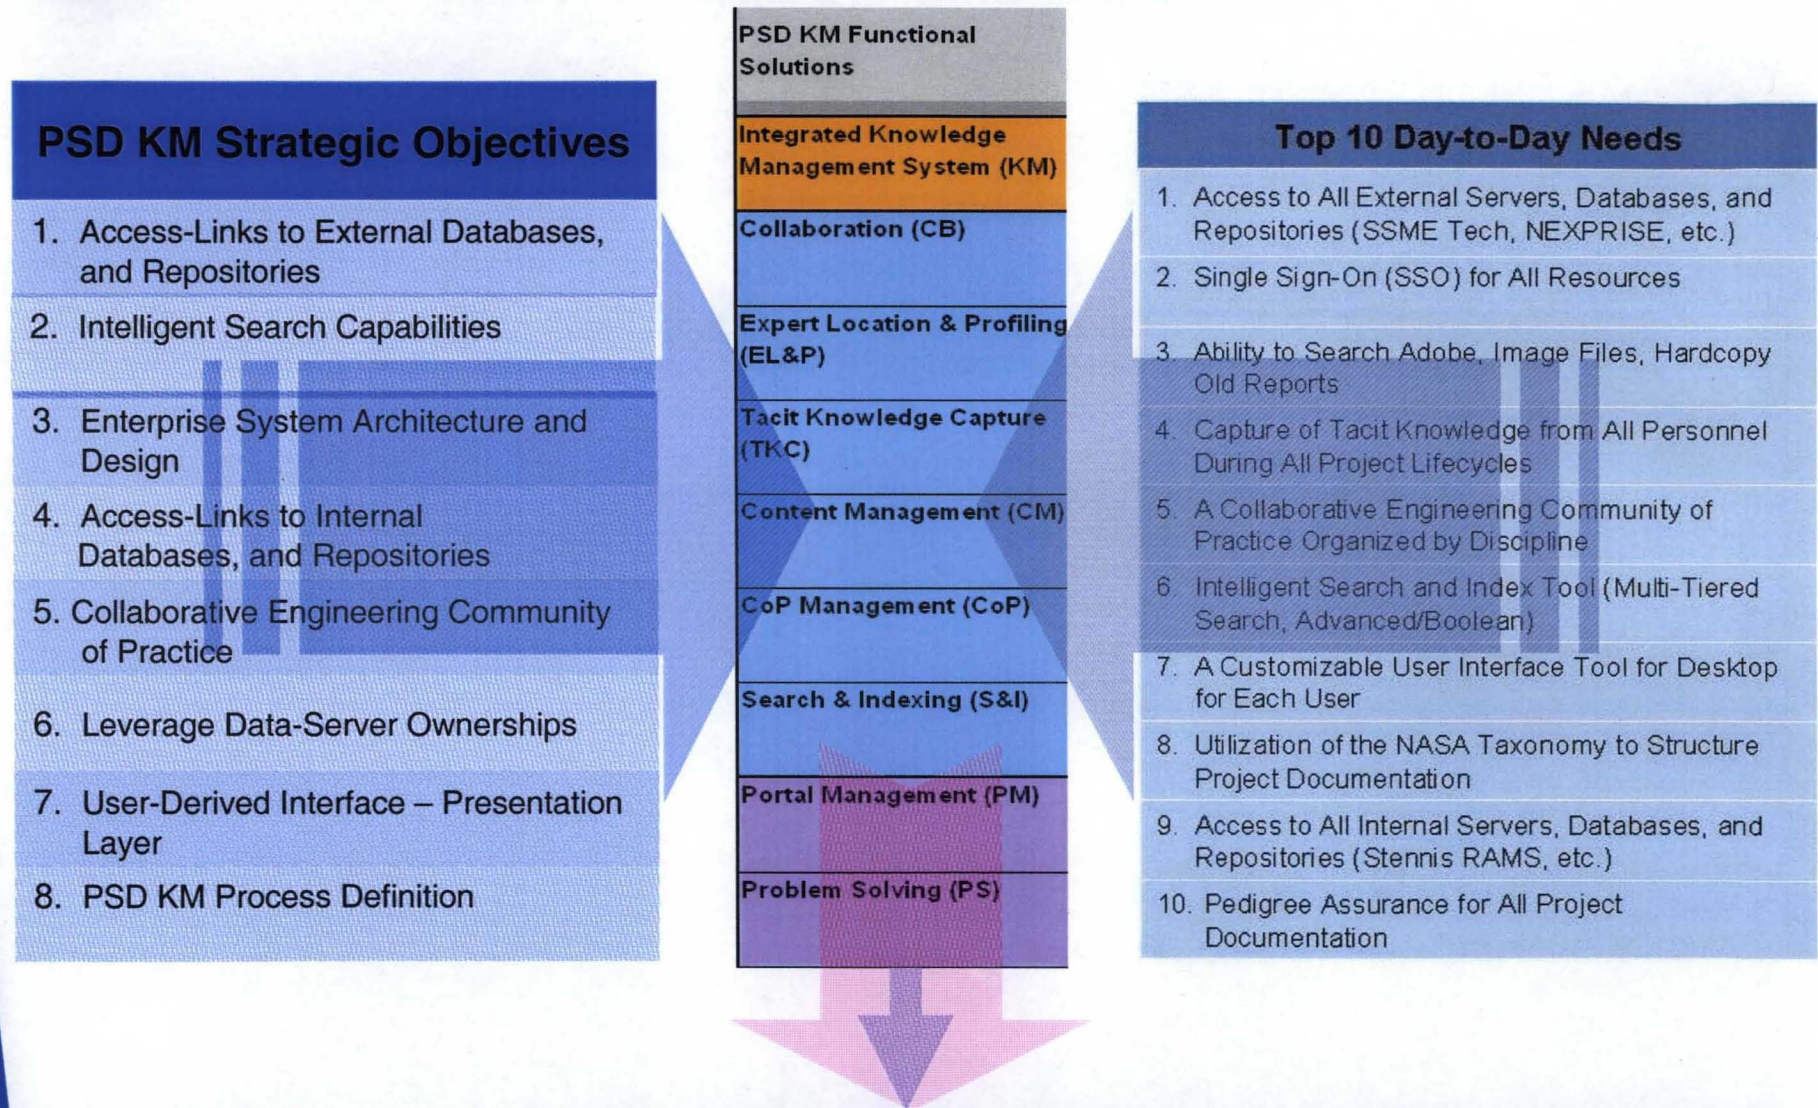 PSD KM Strategic Objectives
1. Access-Links to External Databases,
and Repositories
2. Intelligent Search Capabilities
3. Enterprise System Architecture and
Design
4. Access-Links to Internal
Databases, and Repositories
5. Collaborative Engineering Community
of Practice
6. Leverage Data-Server Ownerships
7. User-Derived Interface – Presentation
Layer
8. PSD KM Process Definition
PSD KM Functional
Solutions
Integrated Knowledge
Management System (KM)
Collaboration (CB)
Expert Location & Profiling
(EL&P)
Tacit Knowledge Capture
(TKC)
Content Management (CM)
CoP Management (CoP)
Search & Indexing (S&I)
Portal Management (PM)
Problem Solving (PS)
Top 10 Day-to-Day Needs
1. Access to All External Servers, Databases, and
Repositories (SSME Tech, NEXPRISE, etc.)
2. Single Sign-On (SSO) for All Resources
3. Ability to Search Adobe, Image Files, Hardcopy
Old Reports
4. Capture of Tacit Knowledge from All Personnel
During All Project Lifecycles
5. A Collaborative Engineering Community of
Practice Organized by Discipline
6. Intelligent Search and Index Tool (Multi-Tiered
Search, Advanced/Boolean)
7. A Customizable User Interface Tool for Desktop
for Each User
8. Utilization of the NASA Taxonomy to Structure
Project Documentation
9. Access to All Internal Servers, Databases, and
Repositories (Stennis RAMS, etc.)
10. Pedigree Assurance for All Project
Documentation